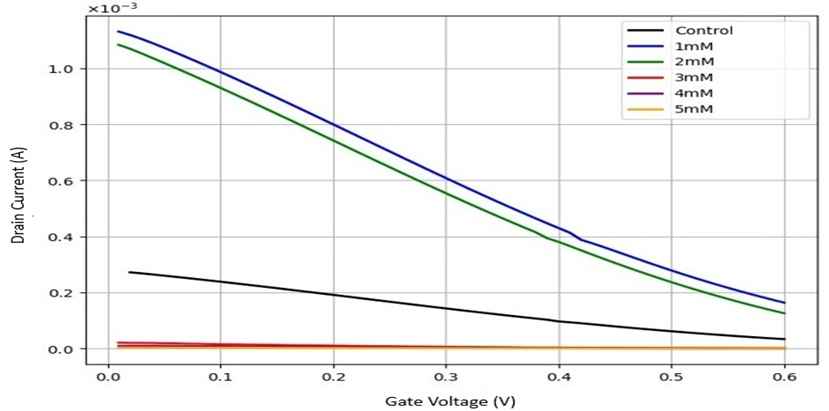 ×10⁻³
1.0
0.8
0.6
0.4
0.2
0.0
Drain Current (A)
Control
1mM
2mM
3mM
4mM
5mM
0.0 0.1 0.2 0.3 0.4 0.5 0.6
Gate Voltage (V)